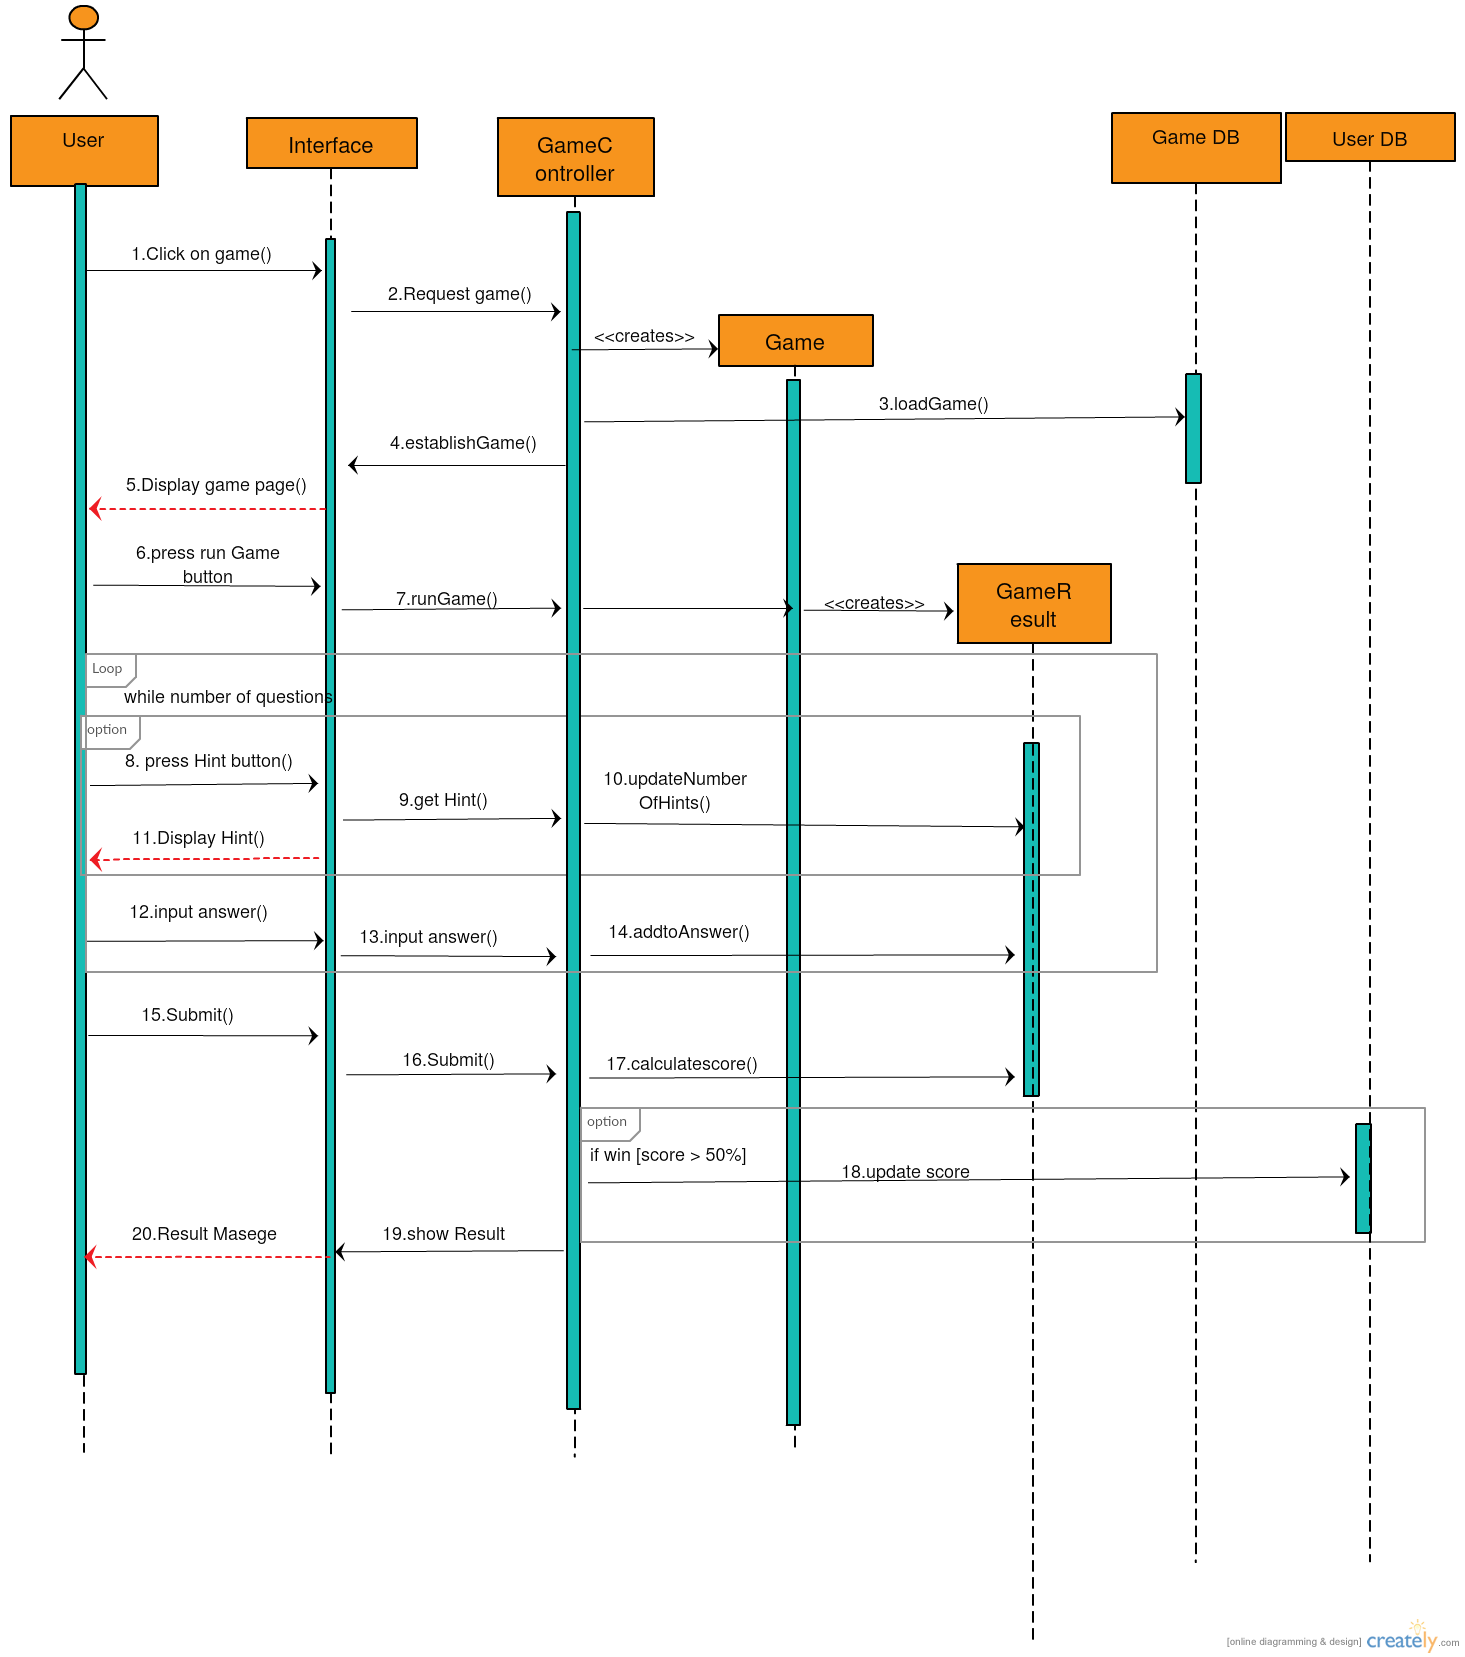 User
Interface
GameC
ontroller
Game DB
User DB
1.Click on game()
2.Request game()
<<creates>>
Game
3.loadGame()
4.establishGame()
5.Display game page()
6.press run Game
button
7.runGame()
<<creates>>
GameR
esult
Loop
while number of questions
option
8. press Hint button()
9.get Hint()
10.updateNumber
OfHints()
11.Display Hint()
12.input answer()
13.input answer()
14.addtoAnswer()
15.Submit()
16.Submit()
17.calculatescore()
option
if win [score > 50%]
18.update score
19.show Result
20.Result Masege
[online diagramming & design] creately.com